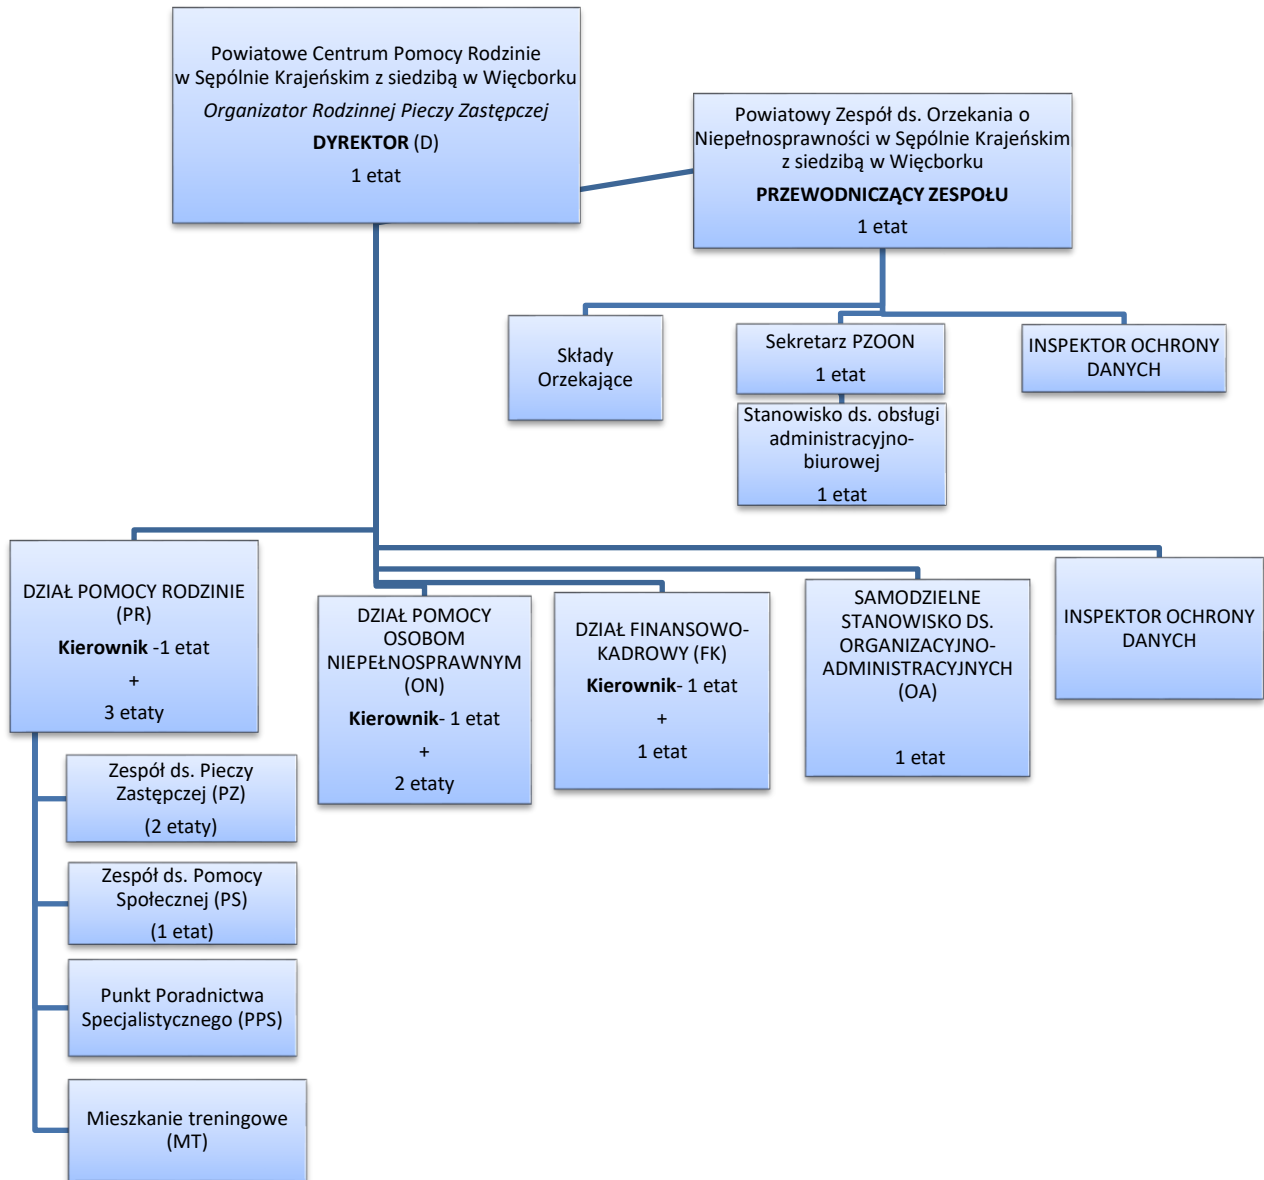 Powiatowe Centrum Pomocy Rodzinie
w Sępólnie Krajeńskim z siedzibą w Więcborku
Organizator Rodzinnej Pieczy Zastępczej
DYREKTOR (D)
1 etat
Powiatowy Zespół ds. Orzekania o
Niepełnosprawności w Sępólnie Krajeńskim
z siedzibą w Więcborku
PRZEWODNICZĄCY ZESPOŁU
1 etat
Składy
Orzekające
Sekretarz PZOON
1 etat
INSPEKTOR OCHRONY
DANYCH
Stanowisko ds. obsługi
administracyjno-
biurowej
1 etat
DZIAŁ POMOCY RODZINIE
(PR)
Kierownik -1 etat
+
3 etaty
DZIAŁ POMOCY
OSOBOM
NIEPEŁNOSPRAWNYM
(ON)
Kierownik- 1 etat
+
2 etaty
DZIAŁ FINANSOWO-
KADROWY (FK)
Kierownik- 1 etat
+
1 etat
SAMODZIELNE
STANOWISKO DS.
ORGANIZACYJNO-
ADMINISTRACYJNYCH
(OA)
1 etat
INSPEKTOR OCHRONY
DANYCH
Zespół ds. Pieczy
Zastępczej (PZ)
(2 etaty)
Zespół ds. Pomocy
Społecznej (PS)
(1 etat)
Punkt Poradnictwa
Specjalistycznego (PPS)
Mieszkanie treningowe
(MT)